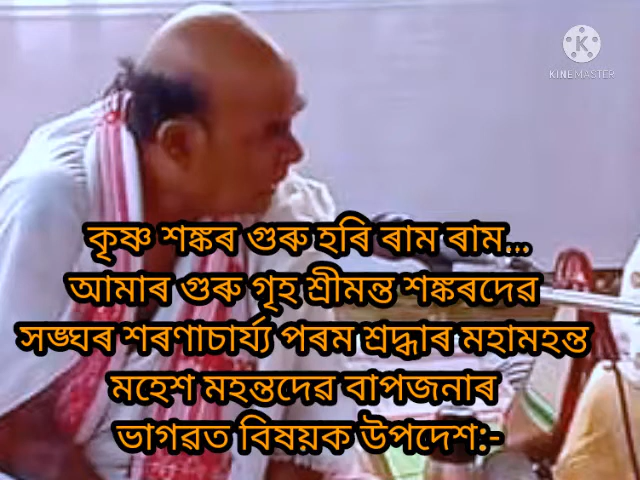 KINEMASTER
কৃষ্ণ শঙ্কৰ গুৰু হৰি ৰাম ৰাম...
আমাৰ গুৰু গৃহ শ্ৰীমন্ত শঙ্কৰদেৱ
সঙ্ঘৰ শৰণাচাৰ্য্য পৰম শ্ৰদ্ধাৰ মহামহন্ত
মহেশ মহন্তদেৱ বাপজনাৰ
ভাগৱত বিষয়ক উপদেশ:-